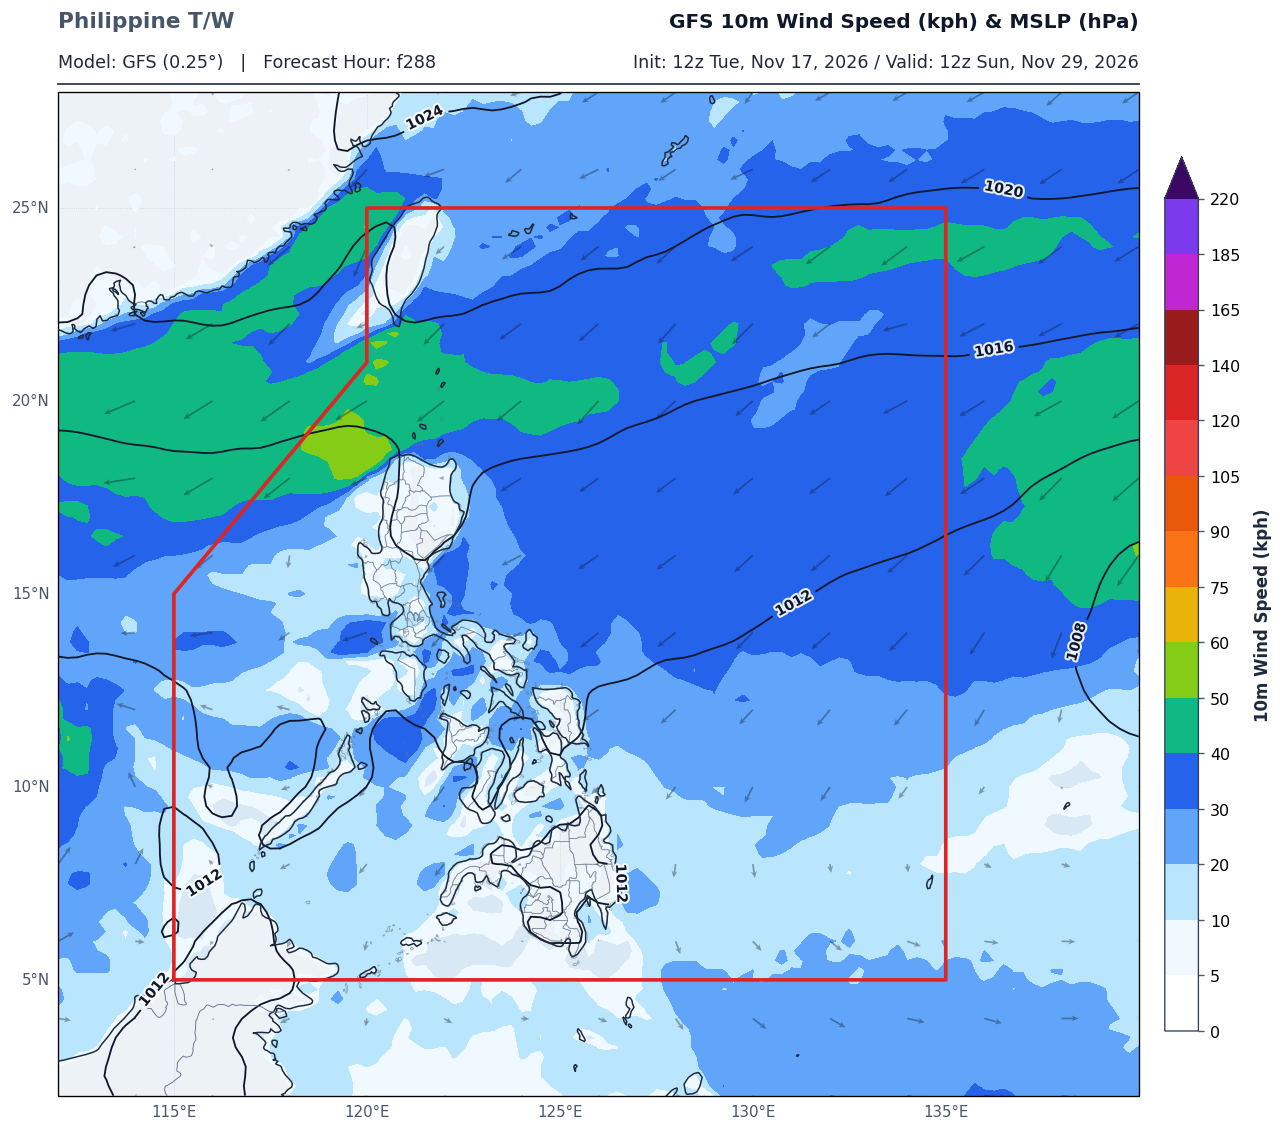 Philippine T/W
GFS 10m Wind Speed (kph) & MSLP (hPa)
Model: GFS (0.25°) | Forecast Hour: f288
Init: 12z Tue, Nov 17, 2026 / Valid: 12z Sun, Nov 29, 2026
1024
1020
1016
1012
1008
1012
1012
1012
25°N
20°N
15°N
10°N
5°N
115°E
120°E
125°E
130°E
135°E
220
185
165
140
120
105
90
75
60
50
40
30
20
10
5
0
10m Wind Speed (kph)